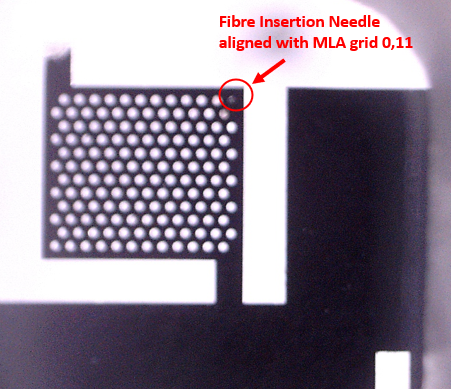 Fibre Insertion Needle
aligned with MLA grid 0,11